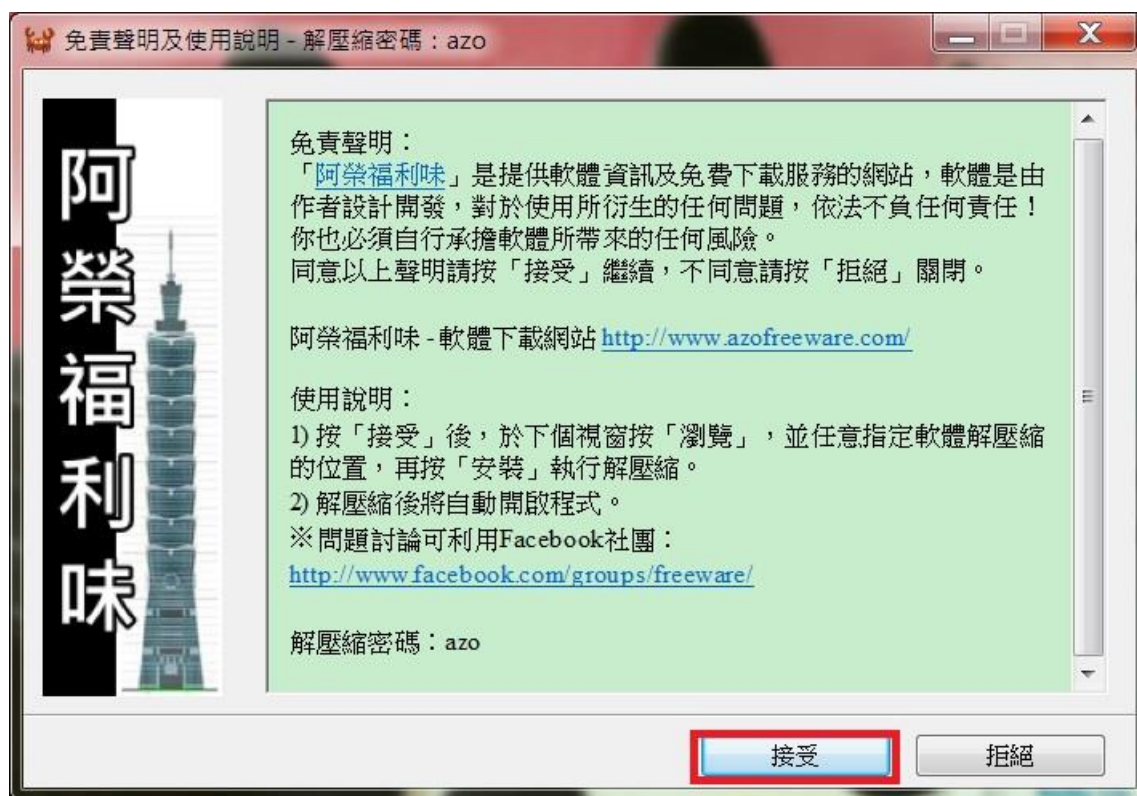 免責聲明及使用說明 - 解壓縮密碼：azo
阿榮福利味
免責聲明：
「阿榮福利味」是提供軟體資訊及免費下載服務的網站，軟體是由
作者設計開發，對於使用所衍生的任何問題，依法不負任何責任！
你也必須自行承擔軟體所帶來的任何風險。
同意以上聲明請按「接受」繼續，不同意請按「拒絕」關閉。
阿榮福利味 - 軟體下載網站 http://www.azofreeware.com/
使用說明：
1) 按「接受」後，於下個視窗按「瀏覽」，並任意指定軟體解壓縮
的位置，再按「安裝」執行解壓縮。
2) 解壓縮後將自動開啟程式。
※問題討論可利用Facebook社團：
http://www.facebook.com/groups/freeware/
解壓縮密碼：azo
接受
拒絕